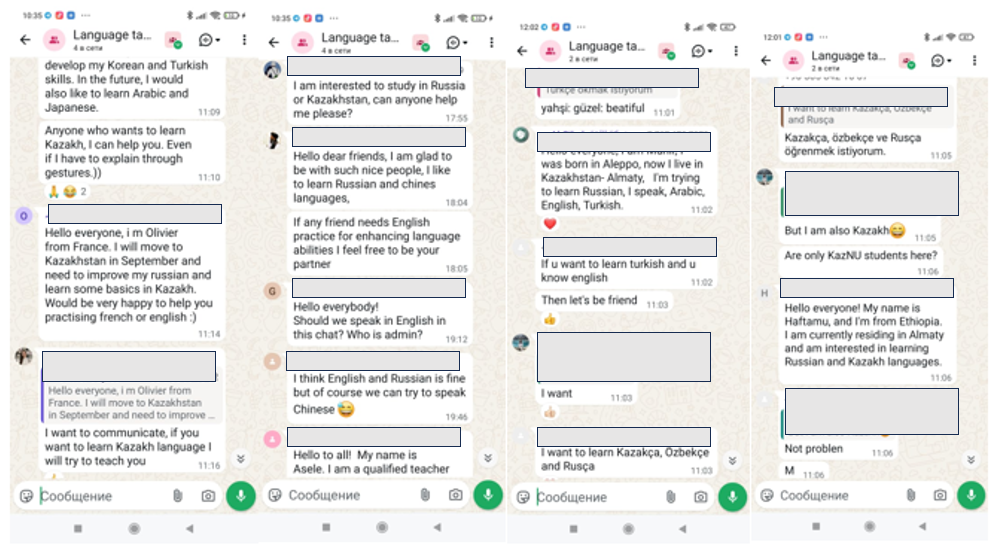 10:35
Language ta...
4 в сети
develop my Korean and Turkish
skills. In the future, I would
also like to learn Arabic and
Japanese.
11:09
Anyone who wants to learn
Kazakh, I can help you. Even
if I have to explain through
gestures.))
11:10
🙏😂 2
O
Hello everyone, i m Olivier
from France. I will move to
Kazakhstan in September and
need to improve my russian and
learn some basics in Kazakh.
Would be very happy to help you
practising french or english :)
11:14
Hello everyone, i m Olivier from
France. I will move to Kazakhstan
in September and need to improve ...
I want to communicate, if you
want to learn Kazakh language I
will try to teach you
11:16
Сообщение
10:35
Language ta...
4 в сети
I am interested to study in Russia
or Kazakhstan, can anyone help
me please?
17:55
Hello dear friends, I am glad to
be with such nice people, I like
to learn Russian and chines
languages,
18:04
If any friend needs English
practice for enhancing language
abilities I feel free to be your
partner
18:05
G
Hello everybody!
Should we speak in English in
this chat? Who is admin?
19:12
I think English and Russian is fine
but of course we can try to speak
Chinese 😅
19:46
Hello to all! My name is
Asele. I am a qualified teacher
Сообщение
12:02
Language ta...
2 в сети
Türkçe okmak istiyorum
yahşi: güzel: beatiful
11:01
was born in Aleppo, now I live in
Kazakhstan- Almaty, I'm trying
to learn Russian, I speak, Arabic,
English, Turkish.
11:02
❤️
If u want to learn turkish and u
know english
11:02
Then let's be friend 11:03
👍
I want 11:03
👍
I want to learn Kazakça, Özbekçe
and Rusça
11:03
Сообщение
12:01
Language ta...
2 в сети
I want to learn Kazakça, Özbekçe
and Rusça
Kazakça, özbekçe ve Rusça
öğrenmek istiyorum.
11:05
But I am also Kazakh😅
11:05
Are only KazNU students here?
11:06
H
Hello everyone! My name is
Haftamu, and I'm from Ethiopia.
I am currently residing in Almaty
and am interested in learning
Russian and Kazakh languages.
11:06
Not problen 11:06
M 11:06
Сообщение